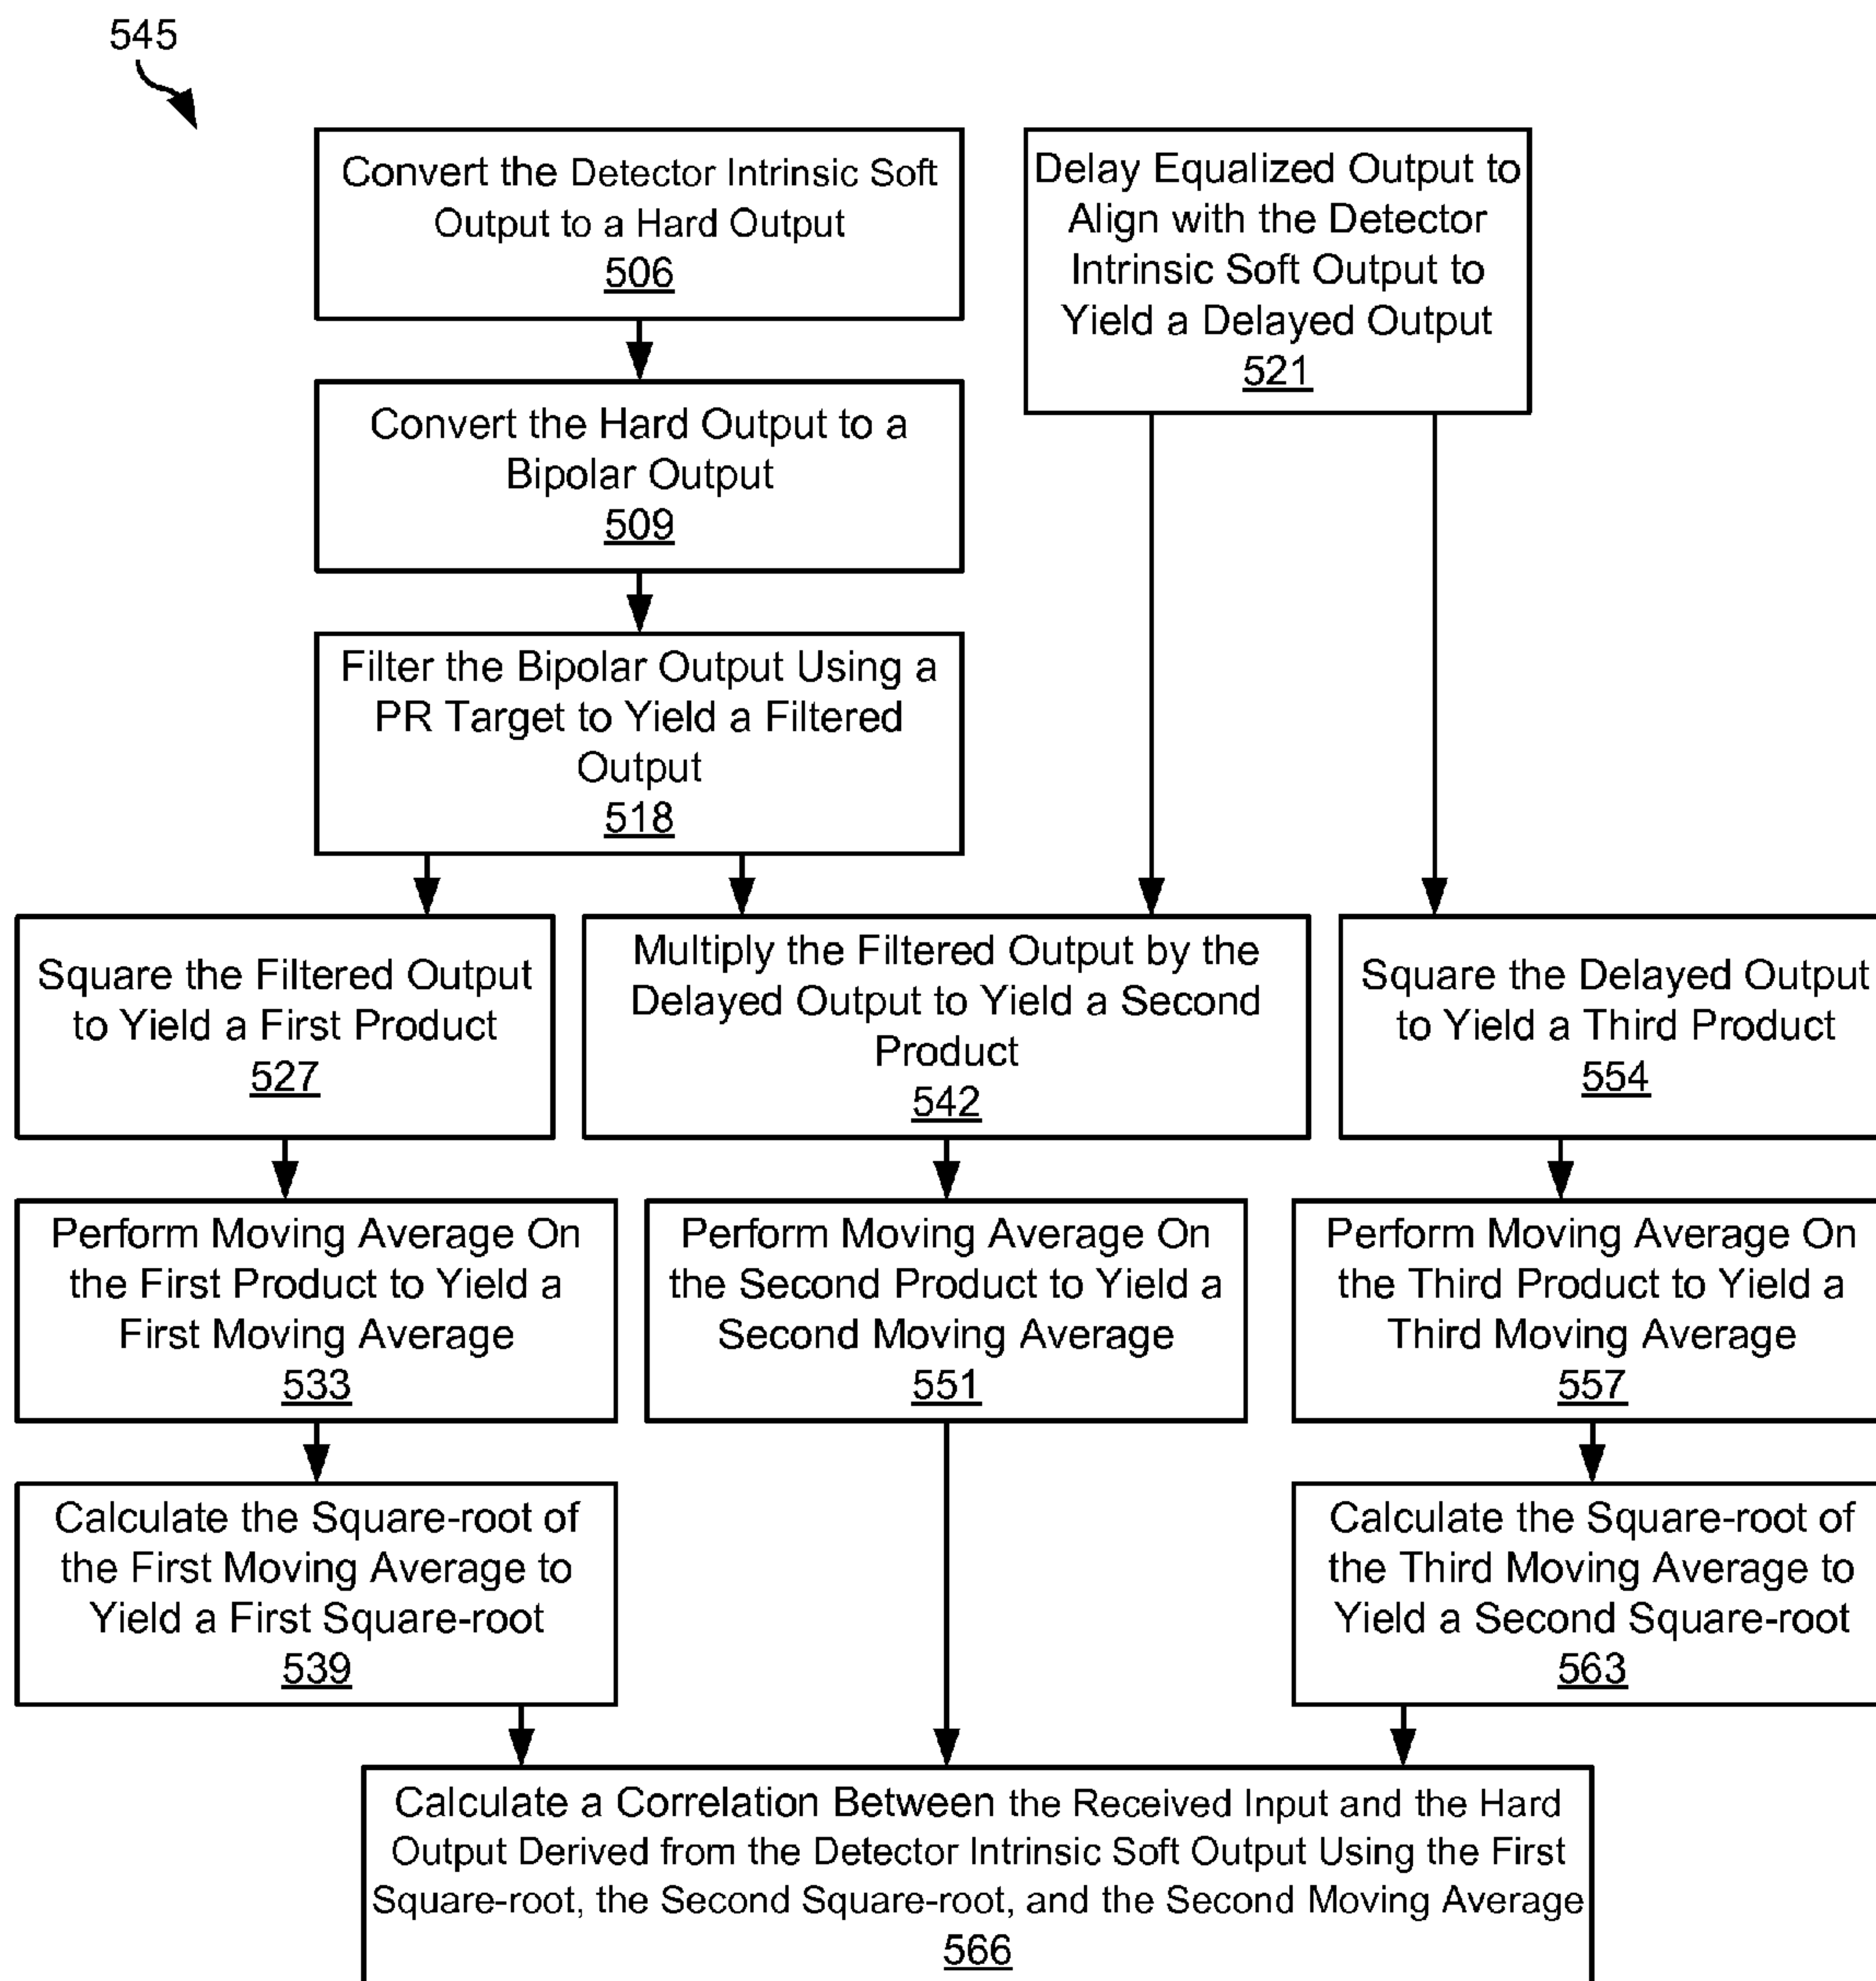 545
Convert the Detector Intrinsic Soft
Output to a Hard Output
506
Delay Equalized Output to
Align with the Detector
Intrinsic Soft Output to
Yield a Delayed Output
521
Convert the Hard Output to a
Bipolar Output
509
Filter the Bipolar Output Using a
PR Target to Yield a Filtered
Output
518
Square the Filtered Output
to Yield a First Product
527
Multiply the Filtered Output by the
Delayed Output to Yield a Second
Product
542
Square the Delayed Output
to Yield a Third Product
554
Perform Moving Average On
the First Product to Yield a
First Moving Average
533
Perform Moving Average On
the Second Product to Yield a
Second Moving Average
551
Perform Moving Average On
the Third Product to Yield a
Third Moving Average
557
Calculate the Square-root of
the First Moving Average to
Yield a First Square-root
539
Calculate the Square-root of
the Third Moving Average to
Yield a Second Square-root
563
Calculate a Correlation Between the Received Input and the Hard
Output Derived from the Detector Intrinsic Soft Output Using the First
Square-root, the Second Square-root, and the Second Moving Average
566